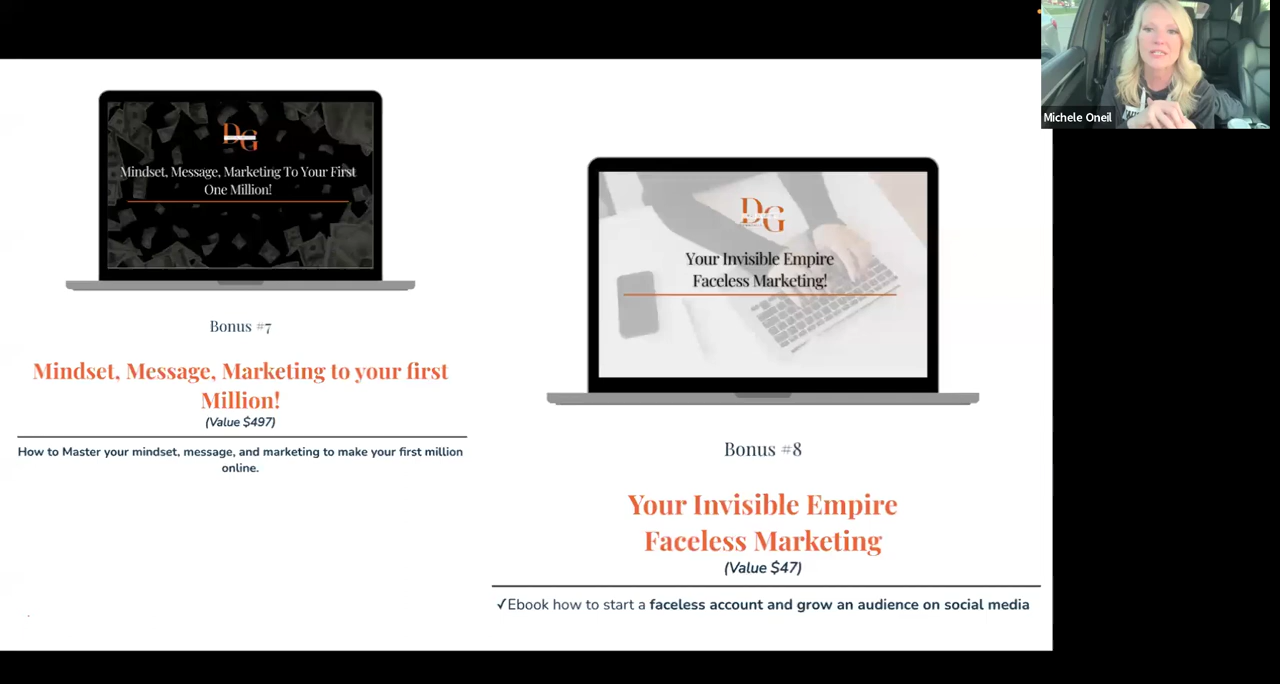 Michele Oneil
DG
Mindset, Message, Marketing To Your First
One Million!
Bonus #7
Mindset, Message, Marketing to your first
Million!
(Value $497)
How to Master your mindset, message, and marketing to make your first million
online.
DG
Your Invisible Empire
Faceless Marketing!
Bonus #8
Your Invisible Empire
Faceless Marketing
(Value $47)
✓Ebook how to start a faceless account and grow an audience on social media